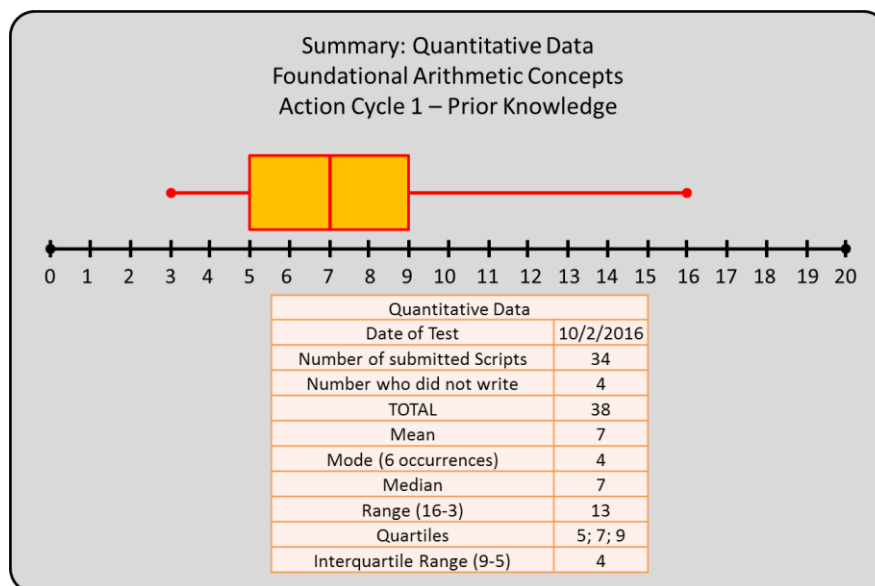 Summary: Quantitative Data
Foundational Arithmetic Concepts
Action Cycle 1 – Prior Knowledge
0 1 2 3 4 5 6 7 8 9 10 11 12 13 14 15 16 17 18 19 20
Quantitative Data
Date of Test 10/2/2016
Number of submitted Scripts 34
Number who did not write 4
TOTAL 38
Mean 7
Mode (6 occurrences) 4
Median 7
Range (16-3) 13
Quartiles 5; 7; 9
Interquartile Range (9-5) 4